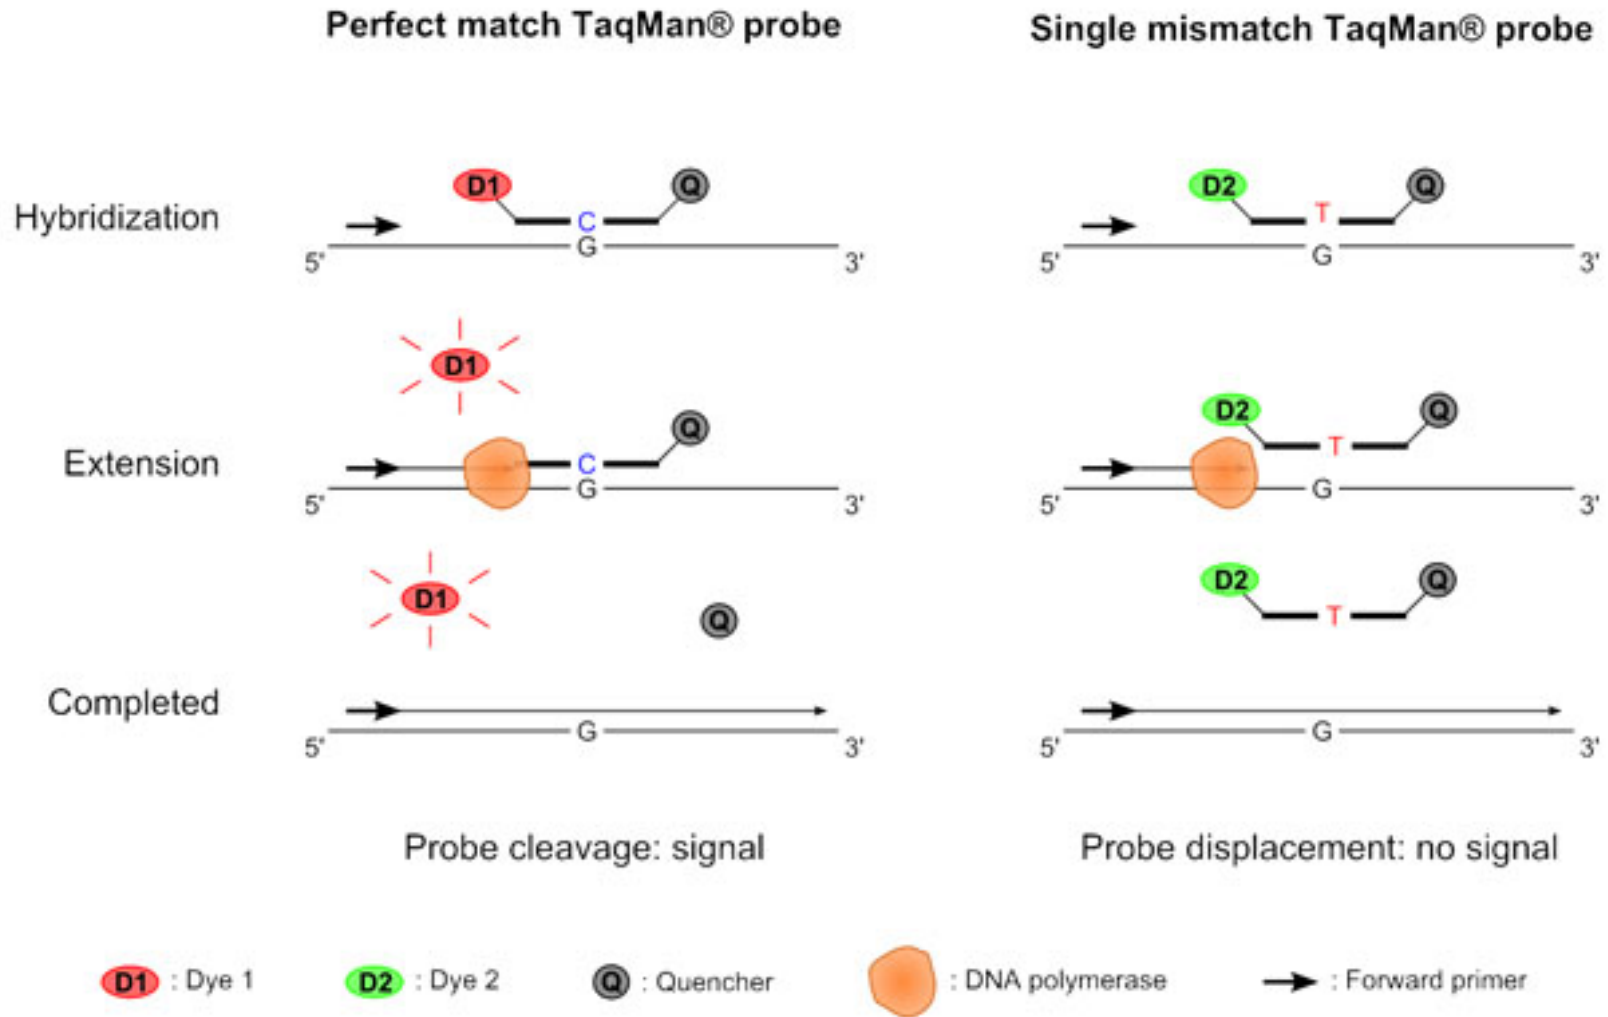 Perfect match TaqMan® probe
Single mismatch TaqMan® probe
Hybridization
D1
Q
C
G
5'
3'
D2
Q
T
G
5'
3'
Extension
D1
Q
C
G
5'
3'
D2
Q
T
G
5'
3'
Completed
D1
Q
G
5'
3'
D2
Q
T
G
5'
3'
Probe cleavage: signal
Probe displacement: no signal
D1 : Dye 1
D2 : Dye 2
Q : Quencher
: DNA polymerase
: Forward primer